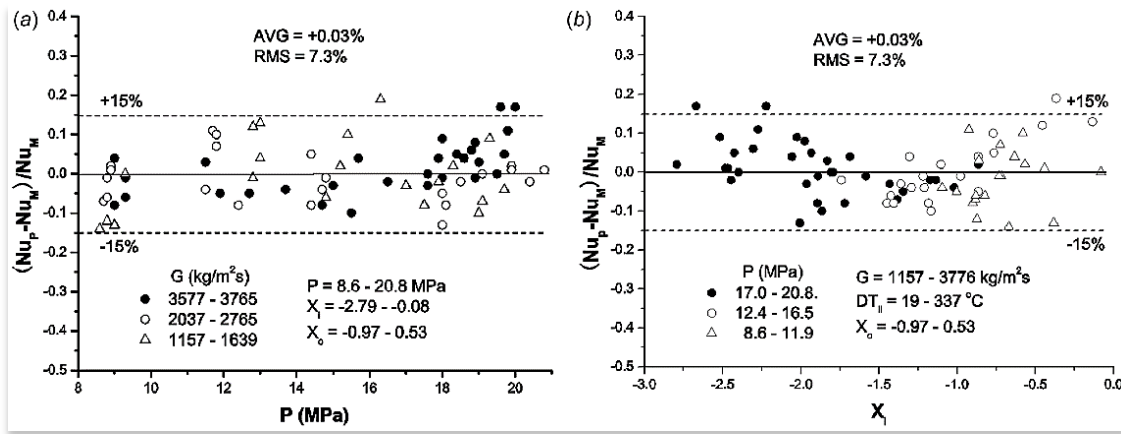 (a)
(Nu_P-Nu_M)/Nu_M
0.4
0.3
0.2
0.1
0.0
-0.1
-0.2
-0.3
-0.4
-0.5
AVG = +0.03%
RMS = 7.3%
+15%
-15%
G (kg/m²s)
3577 - 3765
2037 - 2765
1157 - 1639
P = 8.6 - 20.8 MPa
X_I = -2.79 - -0.08
X_o = -0.97 - 0.53
8 10 12 14 16 18 20
P (MPa)
(b)
(Nu_P-Nu_M)/Nu_M
0.4
0.3
0.2
0.1
0.0
-0.1
-0.2
-0.3
-0.4
-0.5
AVG = +0.03%
RMS = 7.3%
+15%
-15%
P (MPa)
17.0 - 20.8.
12.4 - 16.5
8.6 - 11.9
G = 1157 - 3776 kg/m²s
DT_II = 19 - 337 °C
X_o = -0.97 - 0.53
-3.0 -2.5 -2.0 -1.5 -1.0 -0.5 0.0
X_I